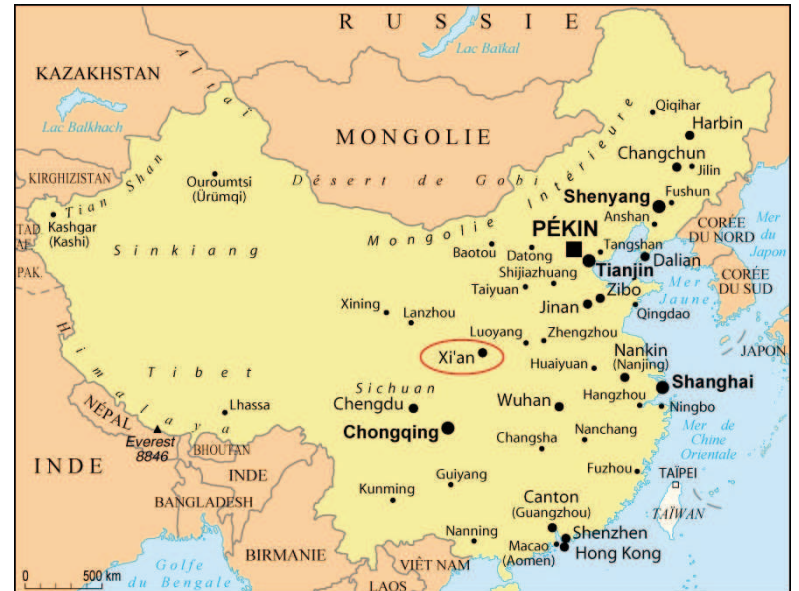 RUSSIE
Lac Baïkal
KAZAKHSTAN
Altaï
Lac Balkhach
MONGOLIE
Qiqihar
Harbin
Changchun
Jilin
KIRGHIZISTAN
Tian Shan
Ouroumtsi
(Ürümqi)
Désert de Gobi
Mongolie Intérieure
Fushun
Shenyang
Anshan
Kashgar
(Kashi)
TAD
PAK.
Sinkiang
PÉKIN
Baotou
Datong
Tangshan
CORÉE
DU NORD
Mer
du
Japon
Tianjin
Dalian
Shijiazhuang
Taiyuan
Zibo
Mer
Jaune
CORÉE
DU SUD
Jinan
Qingdao
Xining
Lanzhou
Luoyang
Zhengzhou
JAPON
Xi'an
Huaiyuan
Nankin
(Nanjing)
Himalaya
Tibet
Sichuan
Shanghai
Hangzhou
Ningbo
Chengdu
Wuhan
NÉPAL
Lhassa
Everest
8846
BHOUTAN
Chongqing
Changsha
Nanchang
Mer de
Chine
Orientale
INDE
INDE
Guiyang
Fuzhou
TAÏPEI
TAÏWAN
BANGLADESH
Kunming
Canton
(Guangzhou)
Nanning
Shenzhen
Macao
(Aomen)
Hong Kong
BIRMANIE
VIÊT NAM
LAOS
Golfe
du Bengale
0 500 km